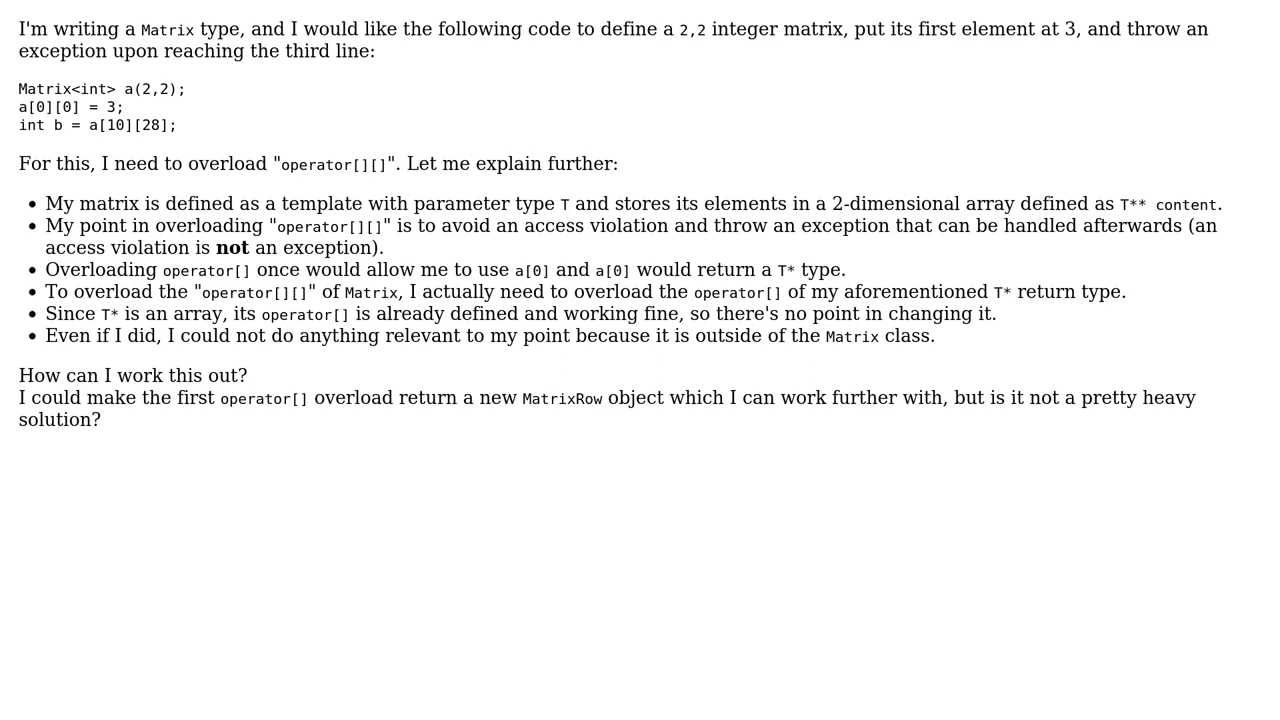 I'm writing a Matrix type, and I would like the following code to define a 2,2 integer matrix, put its first element at 3, and throw an
exception upon reaching the third line:
Matrix<int> a(2,2);
a[0][0] = 3;
int b = a[10][28];
For this, I need to overload "operator[][]". Let me explain further:
• My matrix is defined as a template with parameter type T and stores its elements in a 2-dimensional array defined as T** content.
• My point in overloading "operator[][]" is to avoid an access violation and throw an exception that can be handled afterwards (an
access violation is not an exception).
• Overloading operator[] once would allow me to use a[0] and a[0] would return a T* type.
• To overload the "operator[][]" of Matrix, I actually need to overload the operator[] of my aforementioned T* return type.
• Since T* is an array, its operator[] is already defined and working fine, so there's no point in changing it.
• Even if I did, I could not do anything relevant to my point because it is outside of the Matrix class.
How can I work this out?
I could make the first operator[] overload return a new MatrixRow object which I can work further with, but is it not a pretty heavy
solution?